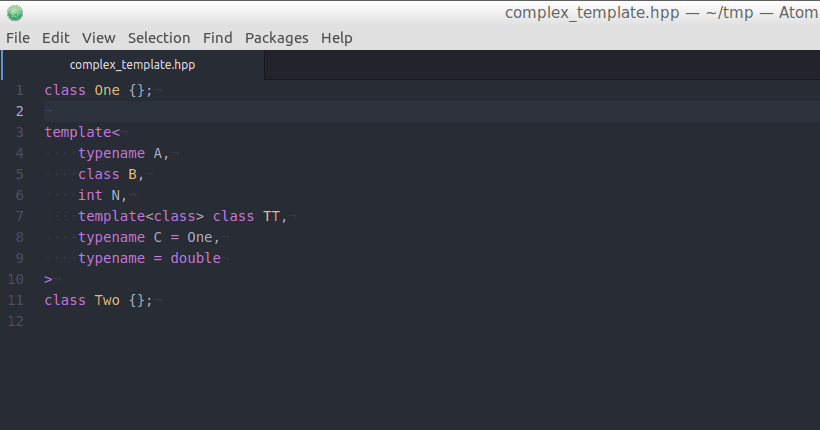 complex_template.hpp — ~/tmp — Atom
File Edit View Selection Find Packages Help
complex_template.hpp
1 class One {};¬
2 ¬
3 template<¬
4 ····typename A,¬
5 ····class B,¬
6 ····int N,¬
7 ····template<class> class TT,¬
8 ····typename C = One,¬
9 ····typename = double¬
10 >¬
11 class Two {};¬
12